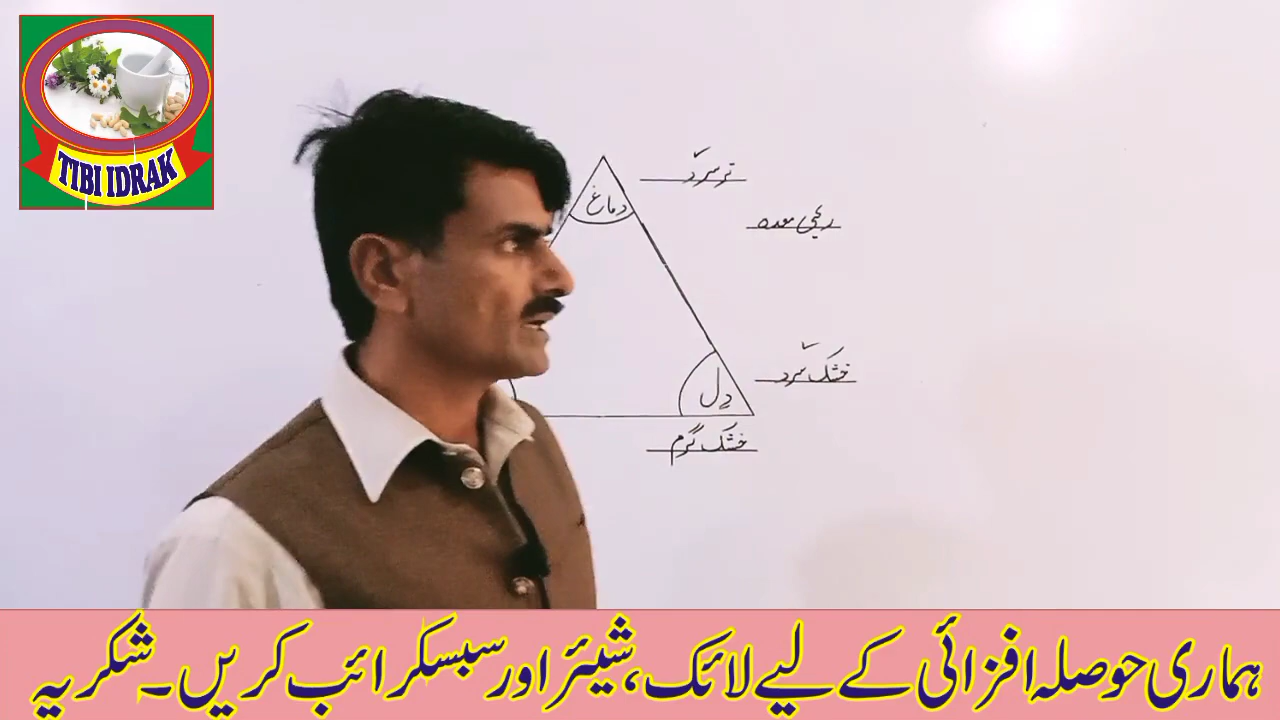 TIBI IDRAK
تر سرد
دماغ
ریحی معدہ
خشک سرد
دل
خشک گرم
ہماری حوصلہ افزائی کے لیے لائک، شیئر اور سبسکرائب کریں۔ شکریہ